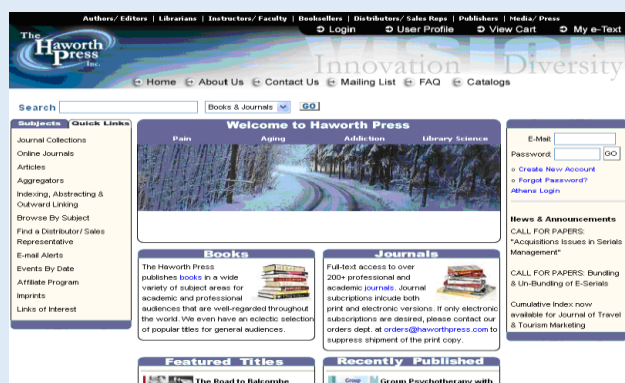 Authors/ Editors | Librarians | Instructors/ Faculty | Booksellers | Distributors/ Sales Reps | Publishers | Media/ Press
Login User Profile View Cart My e-Text
The
Haworth
Press
Inc.
Innovation Diversity
Home About Us Contact Us Mailing List FAQ Catalogs
Search Books & Journals GO
Subjects Quick Links
Journal Collections
Online Journals
Articles
Aggregators
Indexing, Abstracting &
Outward Linking
Browse By Subject
Find a Distributor/ Sales
Representative
E-mail Alerts
Events By Date
Affiliate Program
Imprints
Links of Interest
Welcome to Haworth Press
Pain Aging Addiction Library Science
Books
The Haworth Press
publishes books in a wide
variety of subject areas for
academic and professional
audiences that are well-regarded throughout
the world. We even have an eclectic selection
of popular titles for general audiences.
Journals
Full-text access to over
200+ professional and
academic journals. Journal
subcriptions inlcude both
print and electronic versions. If only electronic
subscriptions are desired, please contact our
orders dept. at orders@haworthpress.com to
suppress shipment of the print copy.
Featured Titles
The Road to Balcombe
Recently Published
Group
Group Psychotherapy with
E-Mail:
Password: GO
Create New Account
Forgot Password?
Athens Login
News & Announcements
CALL FOR PAPERS:
"Acquisitions Issues in Serials
Management"
CALL FOR PAPERS: Bundling
& Un-Bundling of E-Serials
Cumulative Index now
available for Journal of Travel
& Tourism Marketing